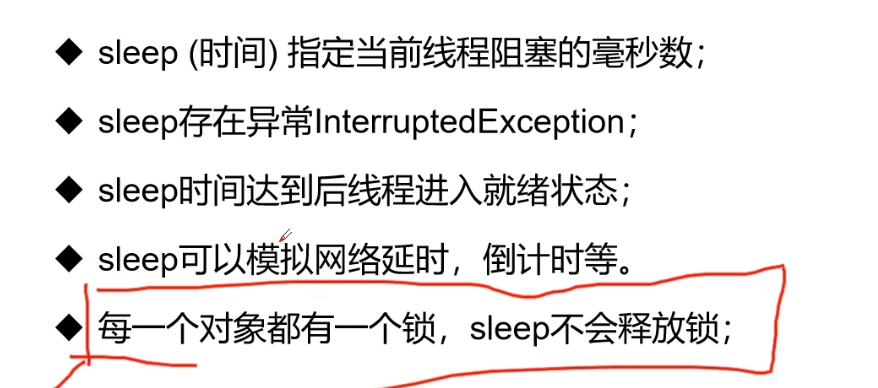 ◆ sleep (时间) 指定当前线程阻塞的毫秒数；
◆ sleep存在异常InterruptedException；
◆ sleep时间达到后线程进入就绪状态；
◆ sleep可以模拟网络延时，倒计时等。
◆ 每一个对象都有一个锁，sleep不会释放锁；